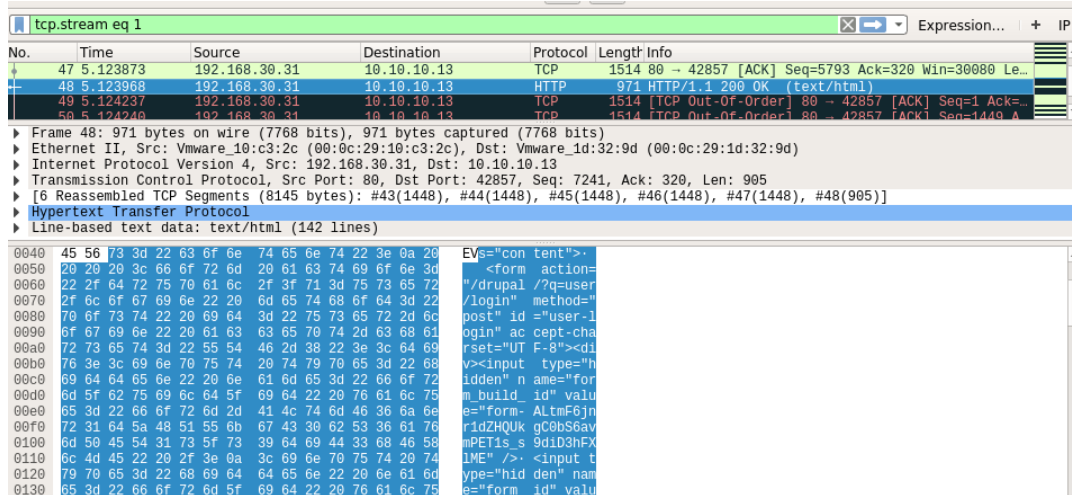 tcp.stream eq 1 Expression... + IP
No. Time Source Destination Protocol Length Info
47 5.123873 192.168.30.31 10.10.10.13 TCP 1514 80 → 42857 [ACK] Seq=5793 Ack=320 Win=30080 Le...
48 5.123968 192.168.30.31 10.10.10.13 HTTP 971 HTTP/1.1 200 OK (text/html)
49 5.124237 192.168.30.31 10.10.10.13 TCP 1514 [TCP Out-Of-Order] 80 → 42857 [ACK] Seq=1 Ack=...
50 5.124240 192.168.30.31 10.10.10.13 TCP 1514 [TCP Out-Of-Order] 80 → 42857 [ACK] Seq=1449 A...
Frame 48: 971 bytes on wire (7768 bits), 971 bytes captured (7768 bits)
Ethernet II, Src: Vmware_10:c3:2c (00:0c:29:10:c3:2c), Dst: Vmware_1d:32:9d (00:0c:29:1d:32:9d)
Internet Protocol Version 4, Src: 192.168.30.31, Dst: 10.10.10.13
Transmission Control Protocol, Src Port: 80, Dst Port: 42857, Seq: 7241, Ack: 320, Len: 905
[6 Reassembled TCP Segments (8145 bytes): #43(1448), #44(1448), #45(1448), #46(1448), #47(1448), #48(905)]
Hypertext Transfer Protocol
Line-based text data: text/html (142 lines)
0040 45 56 73 3d 22 63 6f 6e 74 65 6e 74 22 3e 0a 20 EVs="con tent">·
0050 20 20 20 3c 66 6f 72 6d 20 61 63 74 69 6f 6e 3d <form action=
0060 22 2f 64 72 75 70 61 6c 2f 3f 71 3d 75 73 65 72 "/drupal /?q=user
0070 2f 6c 6f 67 69 6e 22 20 6d 65 74 68 6f 64 3d 22 /login" method="
0080 70 6f 73 74 22 20 69 64 3d 22 75 73 65 72 2d 6c post" id ="user-l
0090 6f 67 69 6e 22 20 61 63 63 65 70 74 2d 63 68 61 ogin" ac cept-cha
00a0 72 73 65 74 3d 22 55 54 46 2d 38 22 3e 3c 64 69 rset="UT F-8"><di
00b0 76 3e 3c 69 6e 70 75 74 20 74 79 70 65 3d 22 68 v><input type="h
00c0 69 64 64 65 6e 22 20 6e 61 6d 65 3d 22 66 6f 72 idden" n ame="for
00d0 6d 5f 62 75 69 6c 64 5f 69 64 22 20 76 61 6c 75 m_build_ id" valu
00e0 65 3d 22 66 6f 72 6d 2d 41 4c 74 6d 46 36 6a 6e e="form- ALtmF6jn
00f0 72 31 64 5a 48 51 55 6b 67 43 30 62 53 36 61 76 r1dZHQUk gC0bS6av
0100 6d 50 45 54 31 73 5f 73 39 64 69 44 33 68 46 58 mPET1s_s 9diD3hFX
0110 6c 4d 45 22 20 2f 3e 0a 3c 69 6e 70 75 74 20 74 lME" />· <input t
0120 79 70 65 3d 22 68 69 64 64 65 6e 22 20 6e 61 6d ype="hid den" nam
0130 65 3d 22 66 6f 72 6d 5f 69 64 22 20 76 61 6c 75 e="form_ id" valu